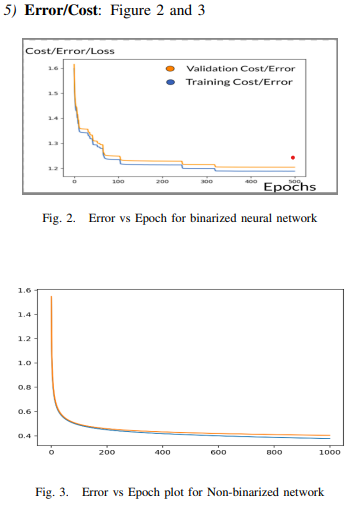 5) Error/Cost: Figure 2 and 3
Cost/Error/Loss
Validation Cost/Error
Training Cost/Error
1.6
1.5
1.4
1.3
1.2
0 100 200 300 400 500
Epochs
Fig. 2. Error vs Epoch for binarized neural network
1.6
1.4
1.2
1.0
0.8
0.6
0.4
0 200 400 600 800 1000
Fig. 3. Error vs Epoch plot for Non-binarized network